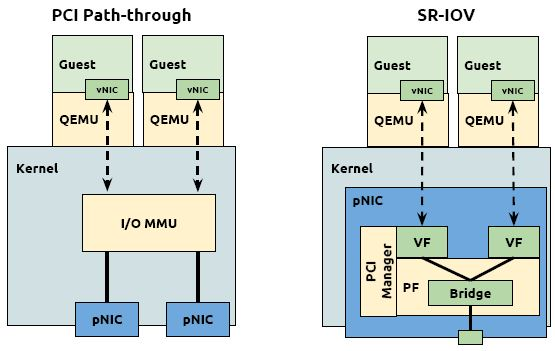 PCI Path-through
Guest
vNIC
QEMU
Guest
vNIC
QEMU
Kernel
I/O MMU
pNIC
pNIC
SR-IOV
Guest
vNIC
QEMU
Guest
vNIC
QEMU
Kernel
pNIC
PCI
Manager
VF
VF
PF
Bridge